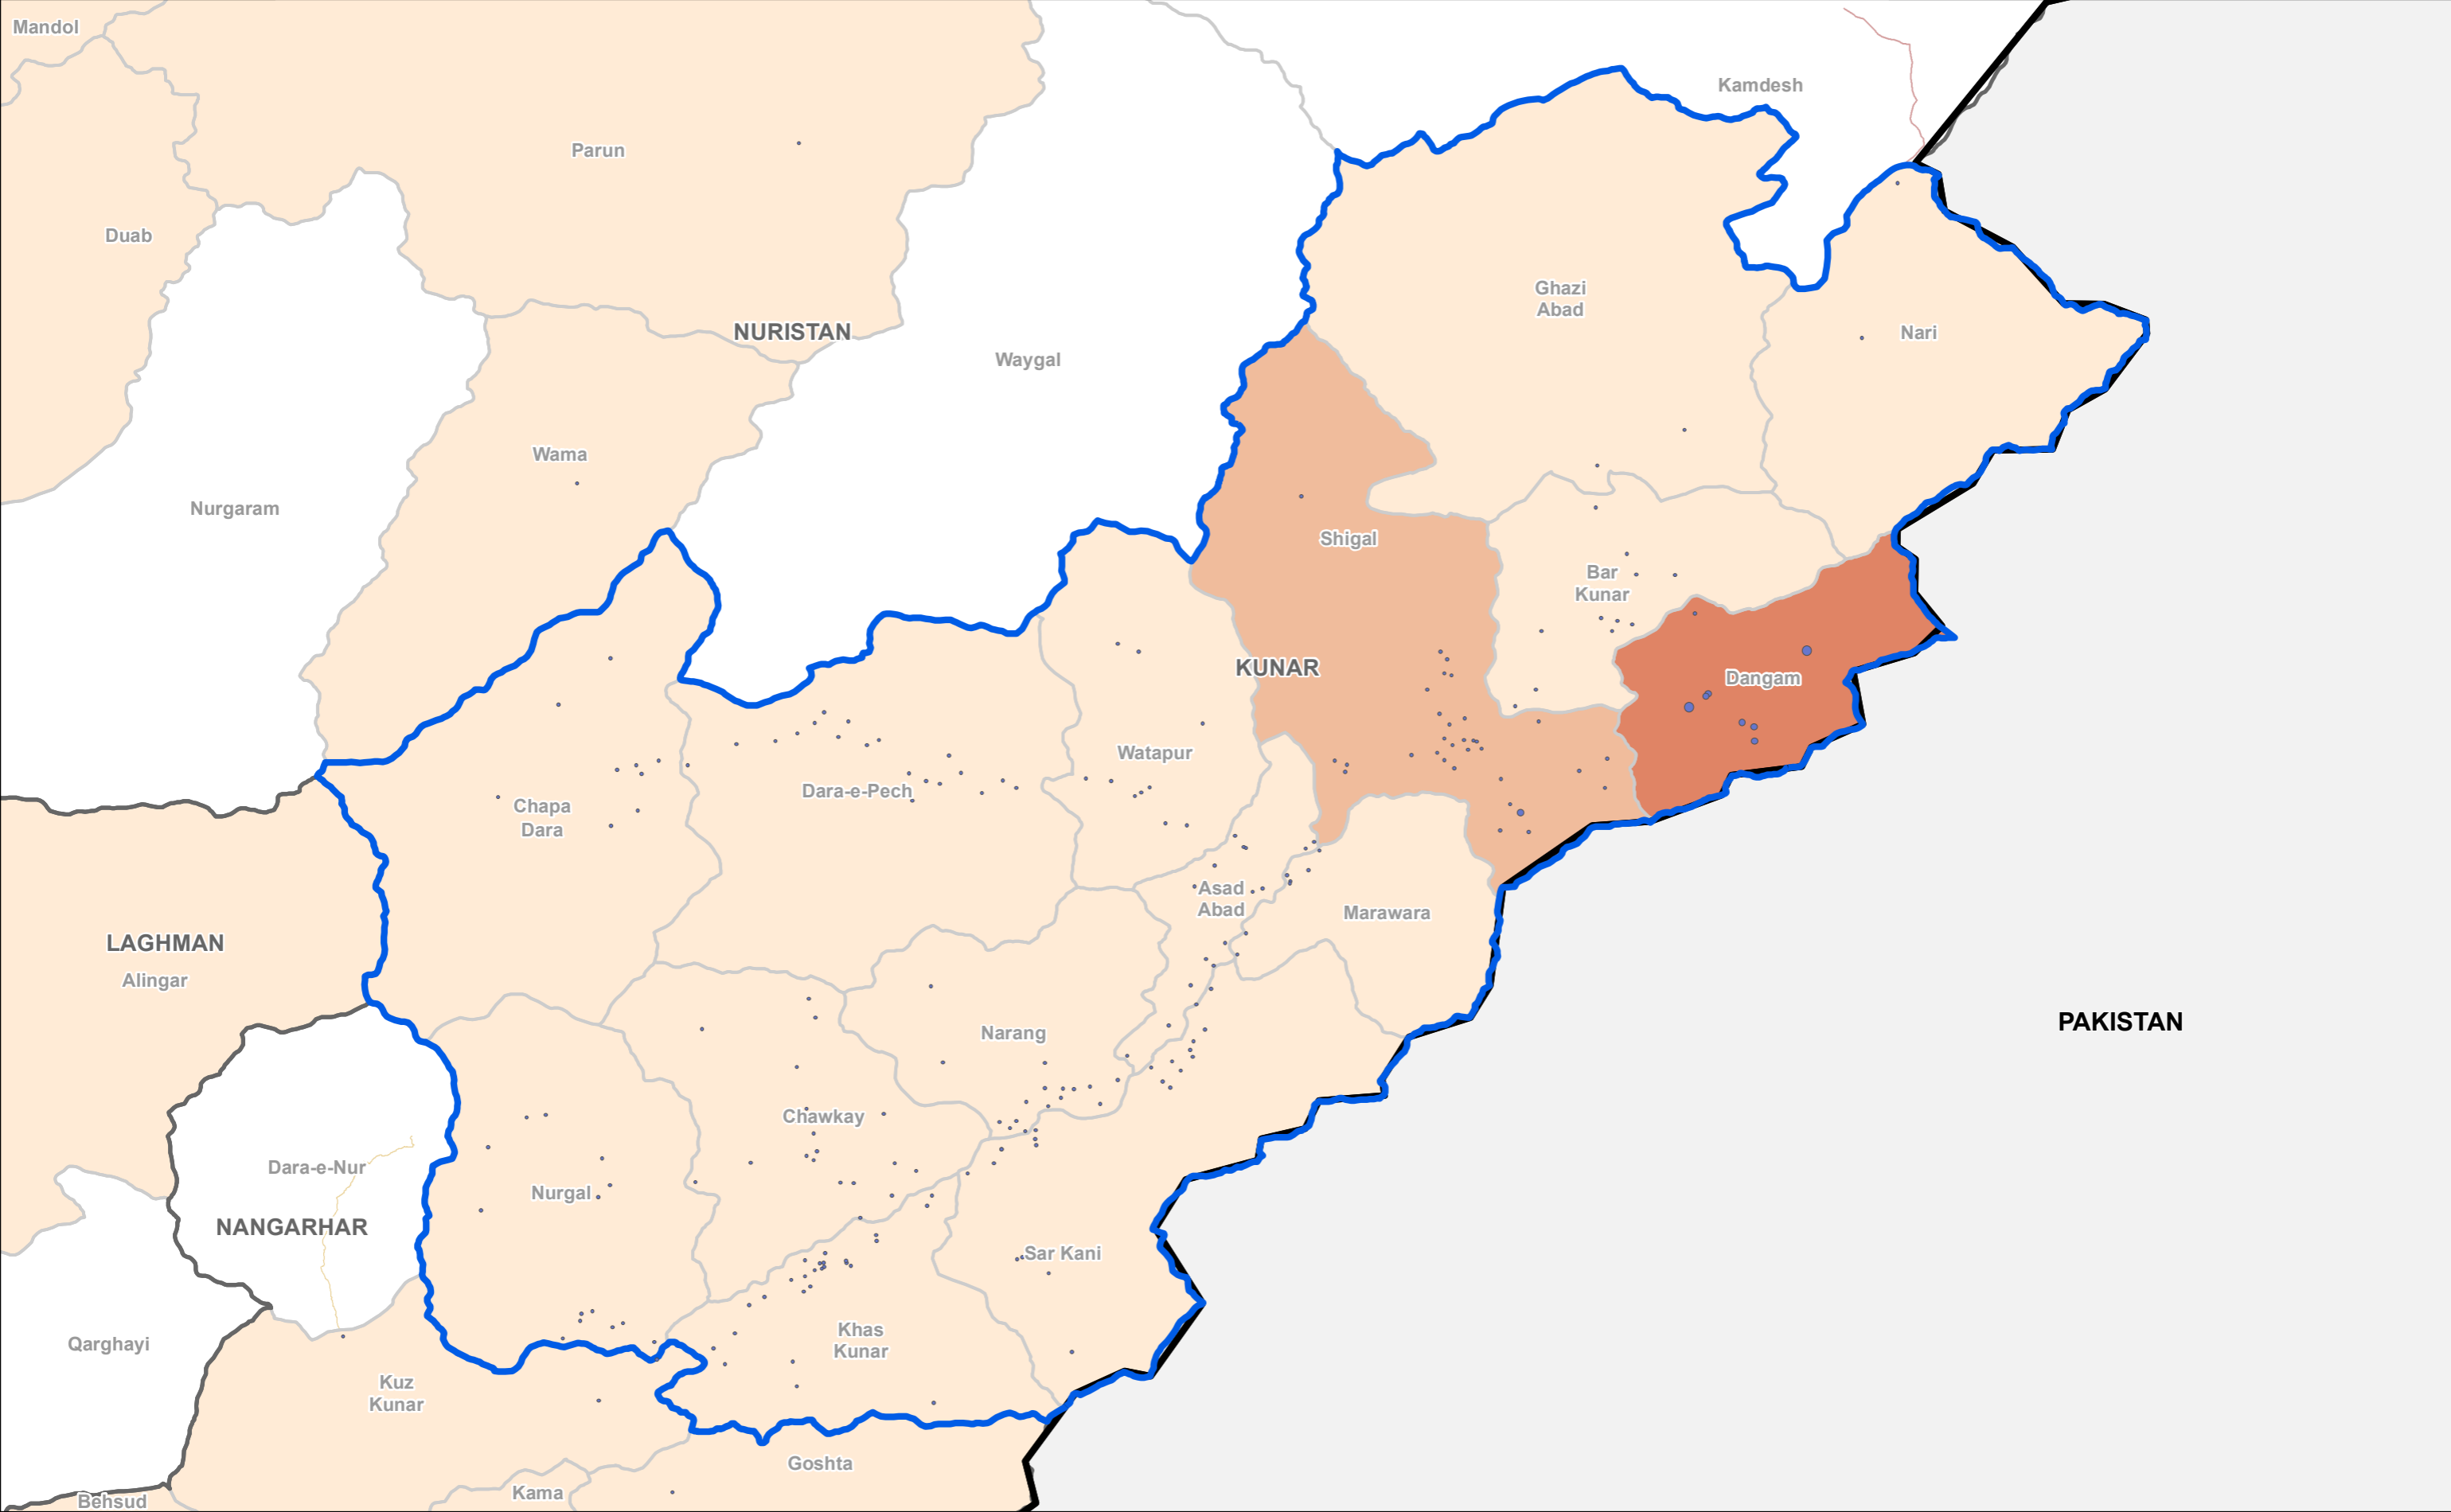 Mandol
Kamdesh
Parun
Duab
Ghazi
Abad
NURISTAN
Nari
Waygal
Wama
Nurgaram
Shigal
Bar
Kunar
KUNAR
Dangam
Watapur
Dara-e-Pech
Chapa
Dara
Asad
Abad
Marawara
LAGHMAN
Alingar
PAKISTAN
Narang
Chawkay
Dara-e-Nur
Nurgal
NANGARHAR
Sar Kani
Khas
Kunar
Qarghayi
Kuz
Kunar
Goshta
Kama
Behsud